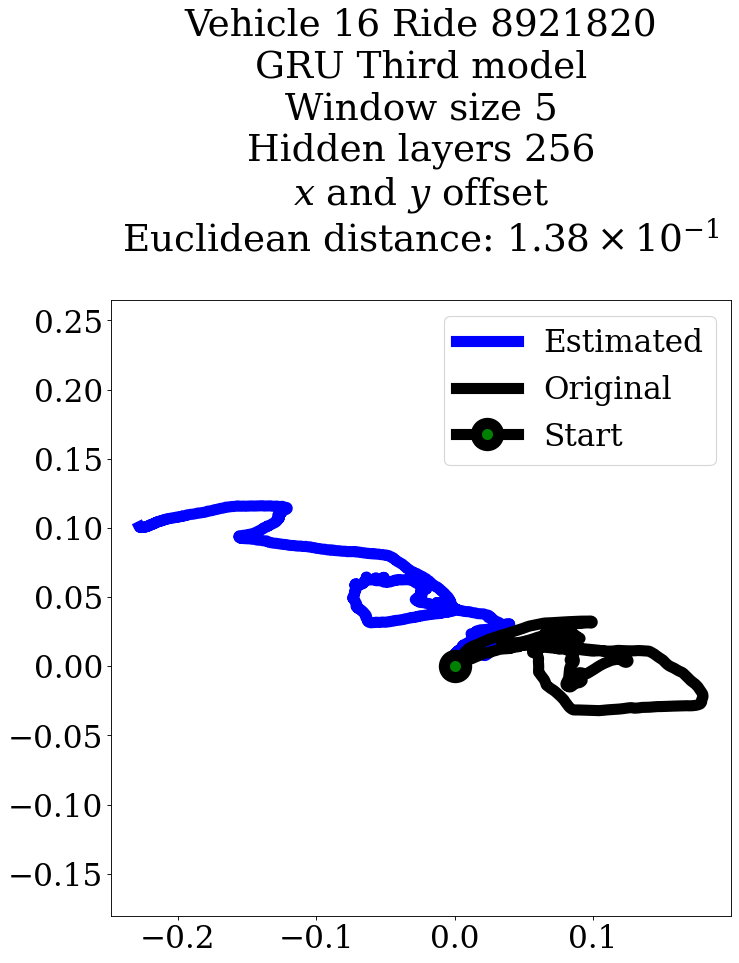 Vehicle 16 Ride 8921820
GRU Third model
Window size 5
Hidden layers 256
x and y offset
Euclidean distance: 1.38 × 10⁻¹
Estimated
Original
Start
0.25
0.20
0.15
0.10
0.05
0.00
−0.05
−0.10
−0.15
−0.2 −0.1 0.0 0.1